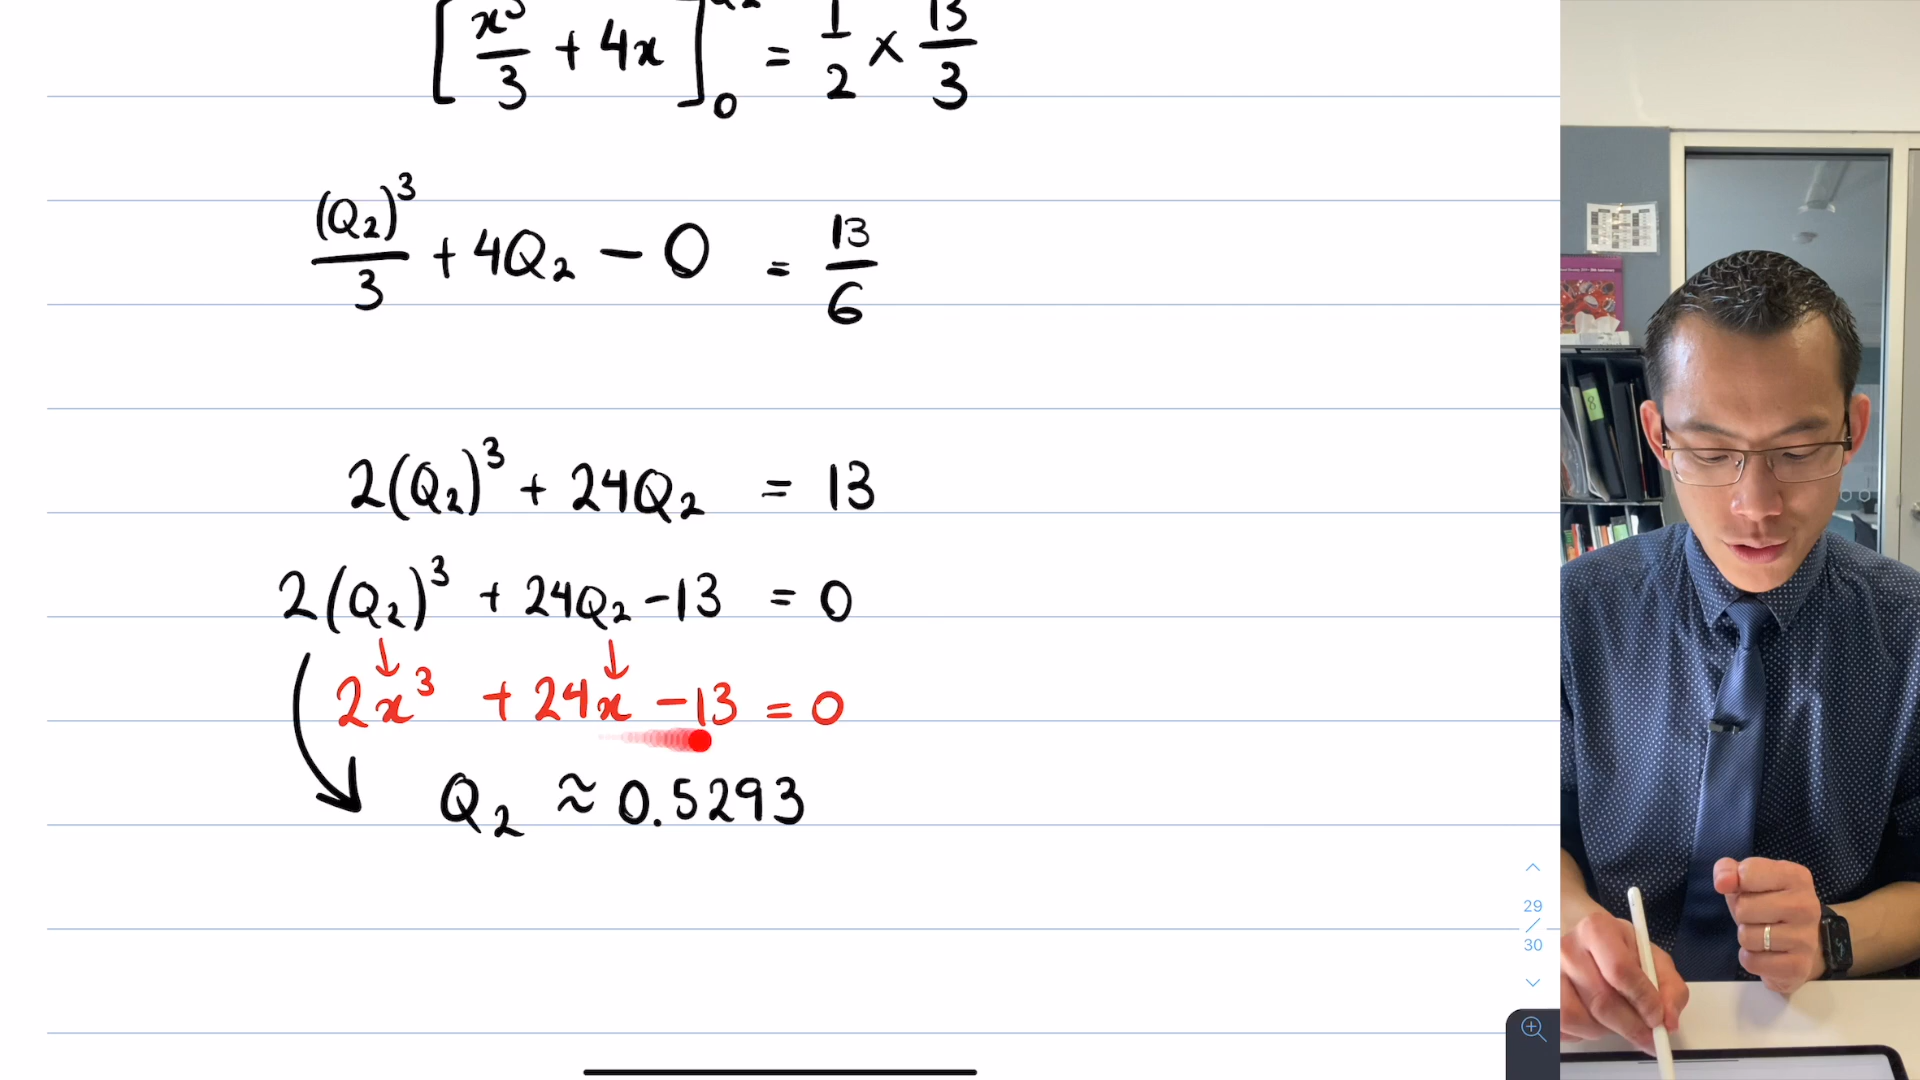 [x³/3 + 4x]₀ = 1/2 × 13/3
(Q₂)³/3 + 4Q₂ − 0 = 13/6
2(Q₂)³ + 24Q₂ = 13
2(Q₂)³ + 24Q₂ − 13 = 0
↓ ↓
2x³ + 24x − 13 = 0
Q₂ ≈ 0.5293
29
/
30
8